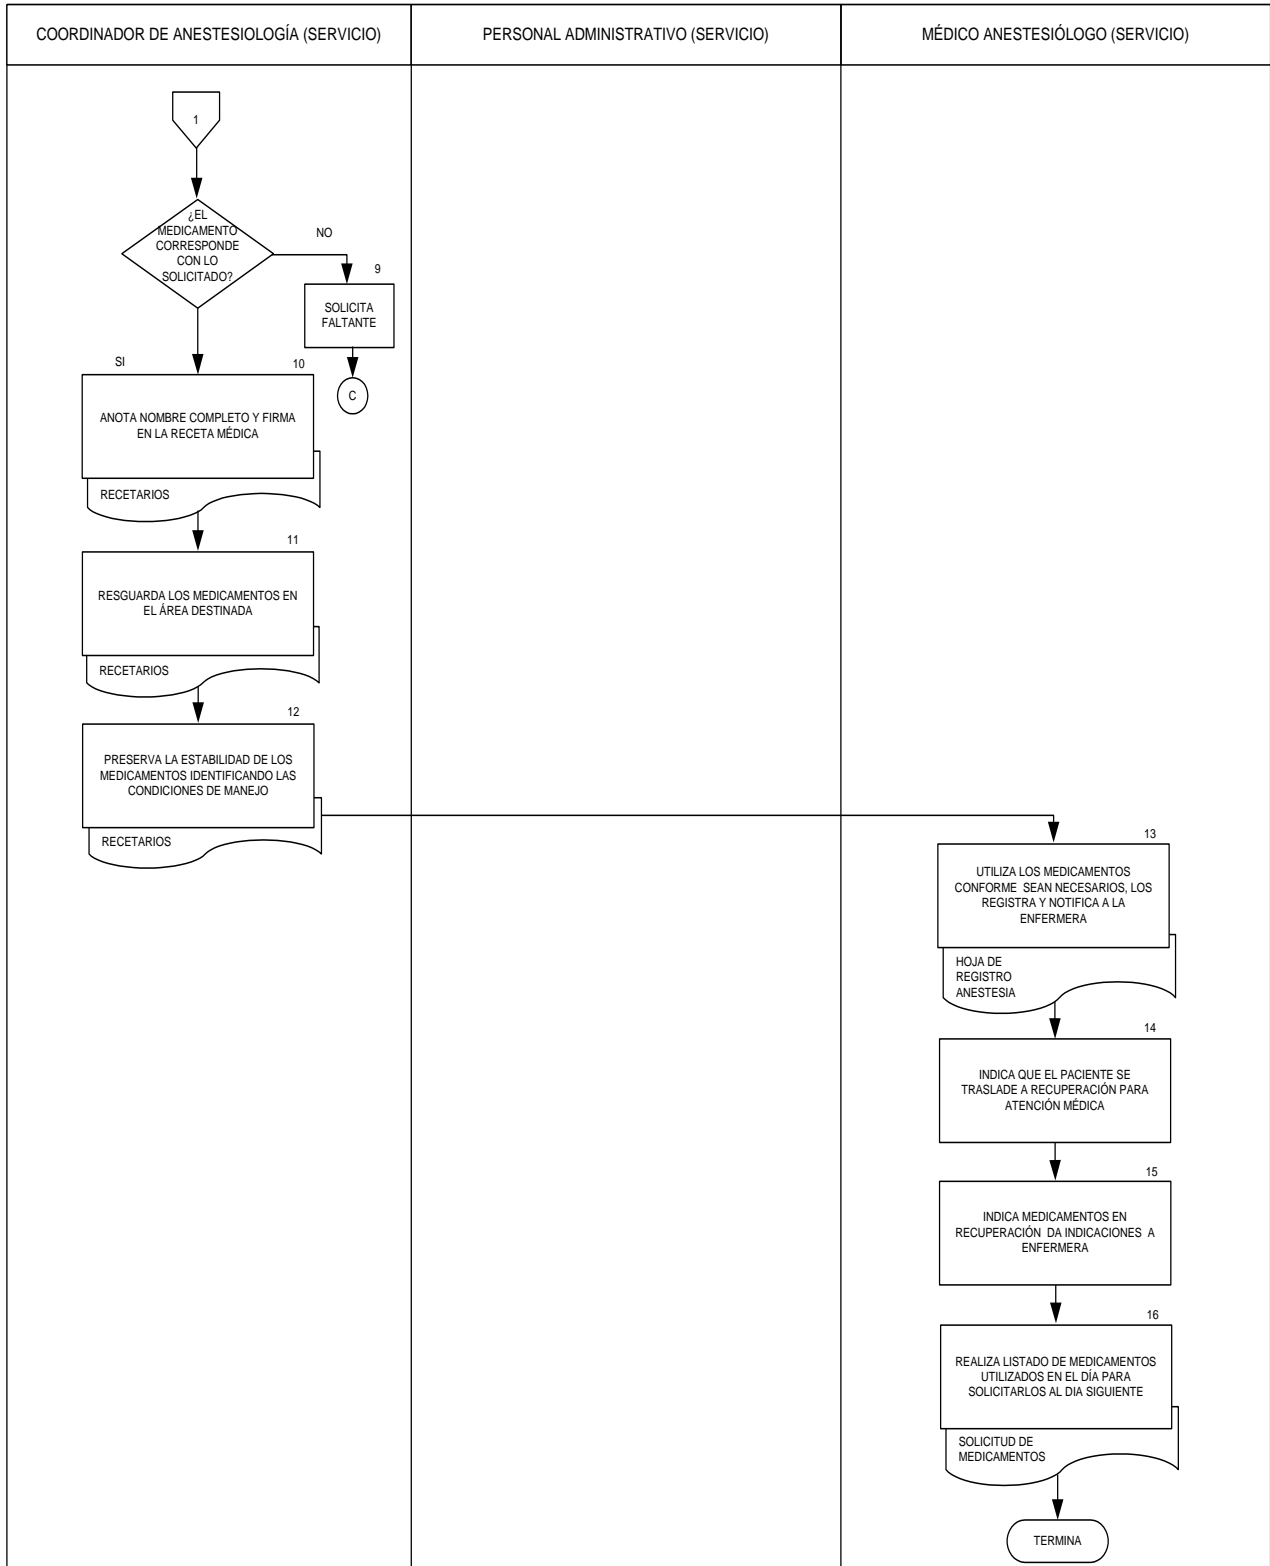 COORDINADOR DE ANESTESIOLOGÍA (SERVICIO)
PERSONAL ADMINISTRATIVO (SERVICIO)
MÉDICO ANESTESIÓLOGO (SERVICIO)
1
¿EL
MEDICAMENTO
CORRESPONDE
CON LO
SOLICITADO?
NO
9
SOLICITA
FALTANTE
C
SI
10
ANOTA NOMBRE COMPLETO Y FIRMA
EN LA RECETA MÉDICA
RECETARIOS
11
RESGUARDA LOS MEDICAMENTOS EN
EL ÁREA DESTINADA
RECETARIOS
12
PRESERVA LA ESTABILIDAD DE LOS
MEDICAMENTOS IDENTIFICANDO LAS
CONDICIONES DE MANEJO
RECETARIOS
13
UTILIZA LOS MEDICAMENTOS
CONFORME SEAN NECESARIOS, LOS
REGISTRA Y NOTIFICA A LA
ENFERMERA
HOJA DE
REGISTRO
ANESTESIA
14
INDICA QUE EL PACIENTE SE
TRASLADE A RECUPERACIÓN PARA
ATENCIÓN MÉDICA
15
INDICA MEDICAMENTOS EN
RECUPERACIÓN DA INDICACIONES A
ENFERMERA
16
REALIZA LISTADO DE MEDICAMENTOS
UTILIZADOS EN EL DÍA PARA
SOLICITARLOS AL DIA SIGUIENTE
SOLICITUD DE
MEDICAMENTOS
TERMINA